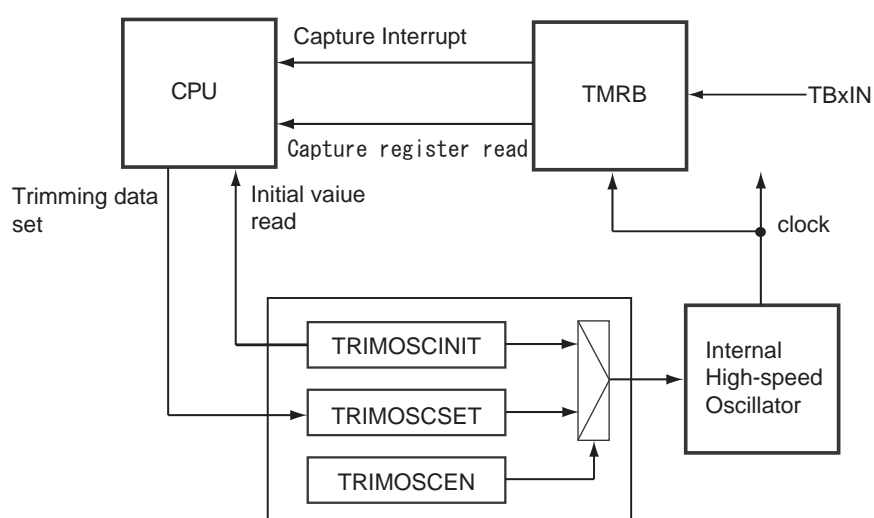 Capture Interrupt
CPU
TMRB
TBxIN
Capture register read
Trimming data
set
Initial vaiue
read
clock
TRIMOSCINIT
TRIMOSCSET
TRIMOSCEN
Internal
High-speed
Oscillator